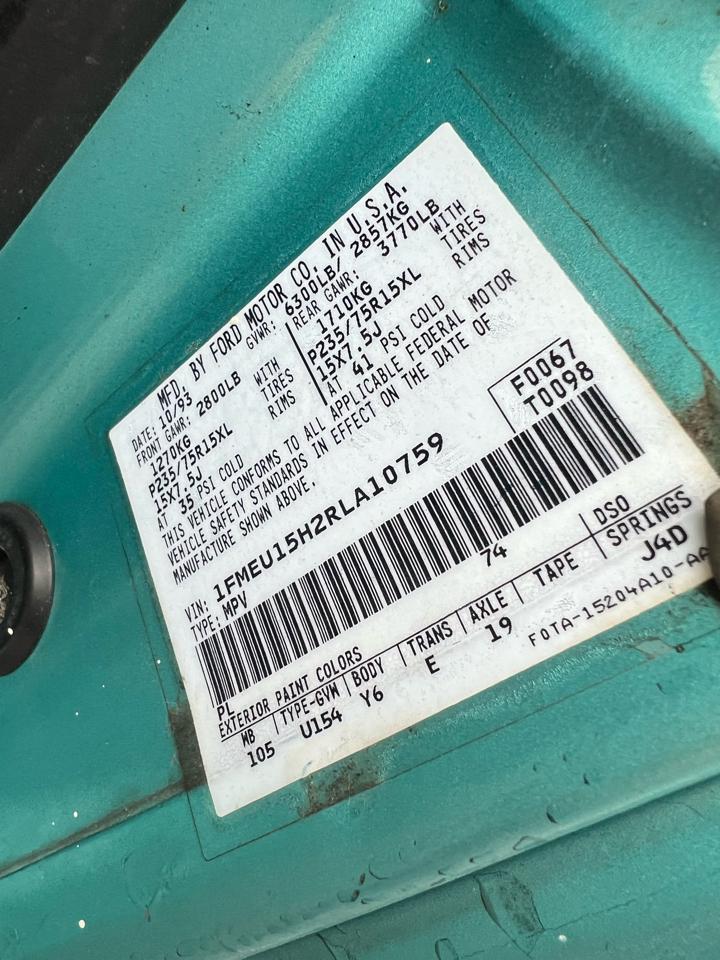 MFD. BY FORD MOTOR CO. IN U.S.A.
DATE: 10/93 GVWR: 6300LB/ 2857KG
FRONT GAWR: 2800LB REAR GAWR: 3770LB
1270KG WITH 1710KG WITH
P235/75R15XL TIRES P235/75R15XL TIRES
15X7.5J RIMS 15X7.5J RIMS
AT 35 PSI COLD AT 41 PSI COLD
THIS VEHICLE CONFORMS TO ALL APPLICABLE FEDERAL MOTOR
VEHICLE SAFETY STANDARDS IN EFFECT ON THE DATE OF
MANUFACTURE SHOWN ABOVE.
F0067
T0098
VIN: 1FMEU15H2RLA10759
TYPE: MPV
74
PL
EXTERIOR PAINT COLORS DSO
WB TYPE-GVW BODY TRANS AXLE TAPE SPRINGS
105 U154 Y6 E 19 J4D
F0TA-15204A10-AA